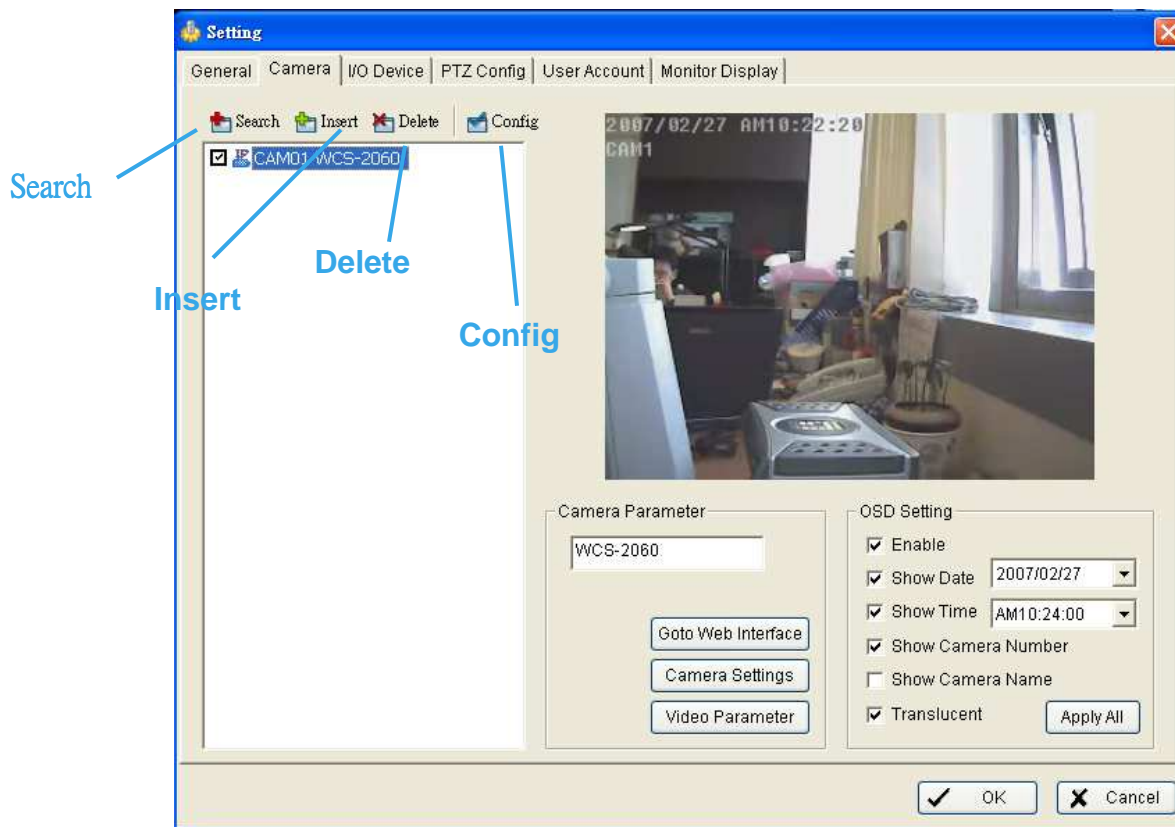 Setting
General Camera I/O Device PTZ Config User Account Monitor Display
Search Insert Delete Config
2007/02/27 AM10:22:20
CAM1
CAM01 WCS-2060
Search
Delete
Insert
Config
Camera Parameter
WCS-2060
Goto Web Interface
Camera Settings
Video Parameter
OSD Setting
Enable
Show Date 2007/02/27
Show Time AM10:24:00
Show Camera Number
Show Camera Name
Translucent Apply All
OK Cancel